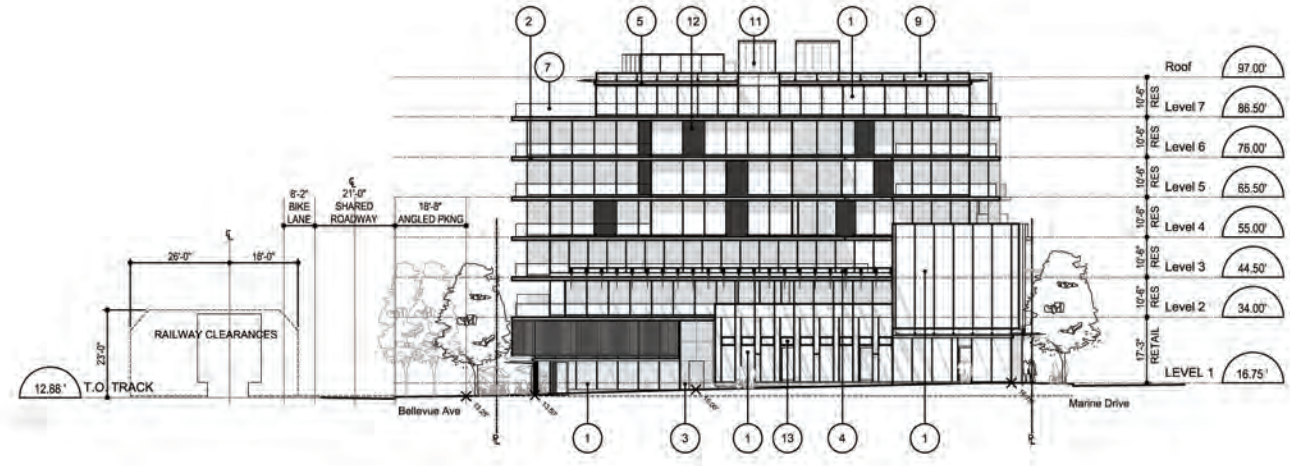 2
5
12
11
1
9
7
Roof 97.00'
10'-6" RES
Level 7 86.50'
10'-6" RES
Level 6 76.00'
10'-6" RES
Level 5 65.50'
10'-6" RES
Level 4 55.00'
10'-6" RES
Level 3 44.50'
10'-6" RES
Level 2 34.00'
17'-3" RETAIL
LEVEL 1 16.75'
8'-2"
BIKE
LANE
21'-0"
SHARED
ROADWAY
18'-8"
ANGLED PKNG
26'-0"
18'-0"
RAILWAY CLEARANCES
23'-0"
12.88' T.O. TRACK
Bellevue Ave
Marine Drive
1
3
1
13
4
1